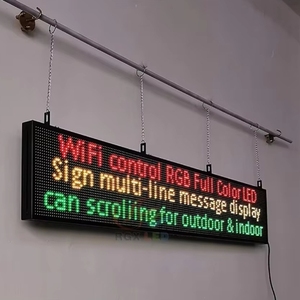 WiFi control RGB Full Color LED
Sign multi-line message display
can scrolling for outdoor & indoor